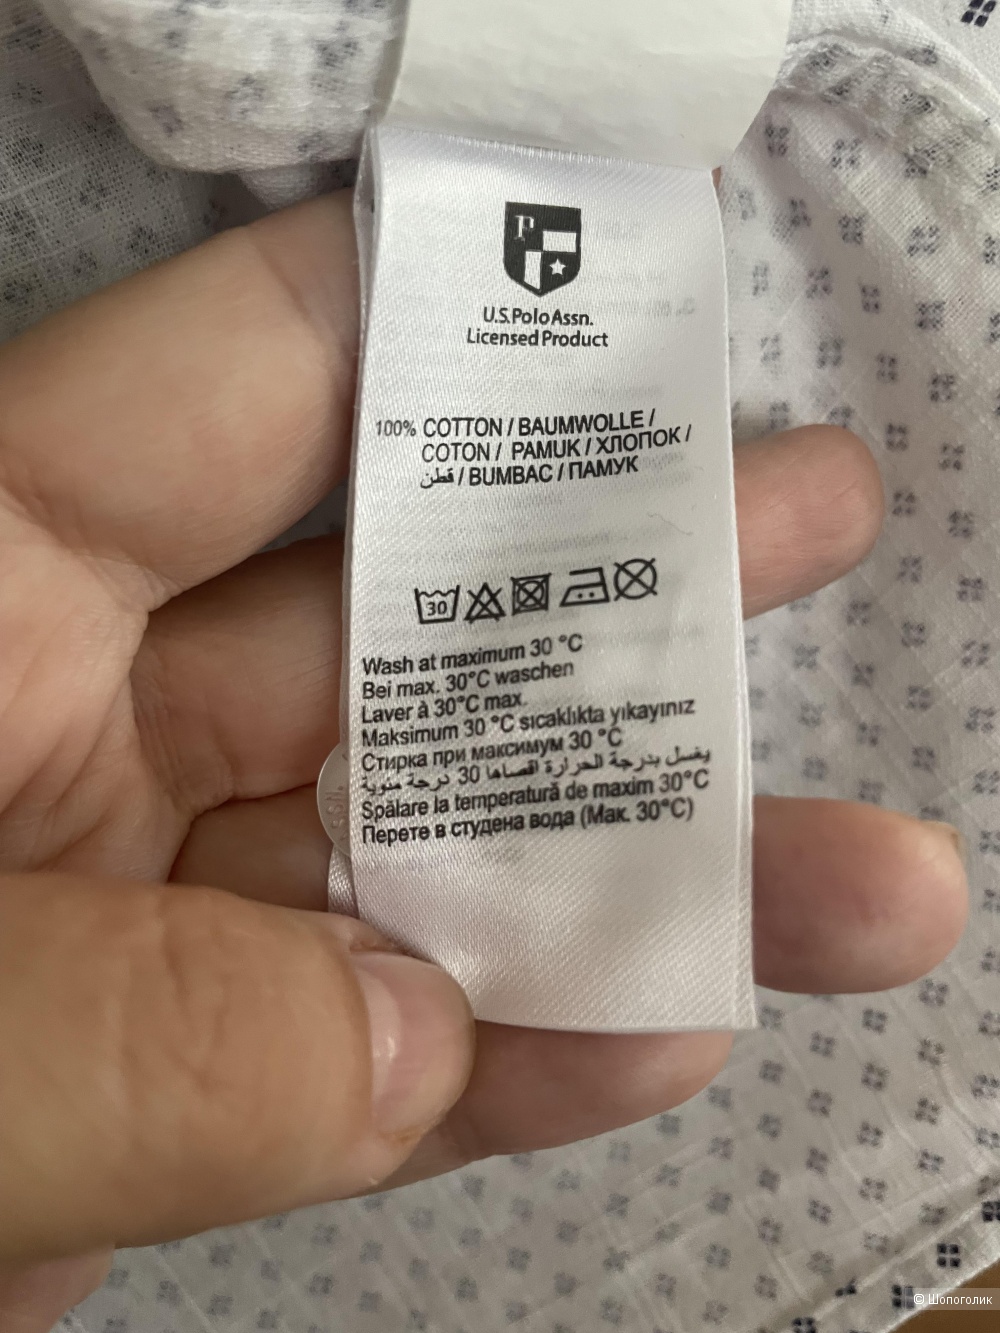 P
U.S. Polo Assn.
Licensed Product
100% COTTON / BAUMWOLLE /
COTON / PAMUK / ХЛОПОК /
قطن / BUMBAC / ПАМУК
30
Wash at maximum 30 °C
Bei max. 30°C waschen
Laver à 30°C max.
Maksimum 30 °C sıcaklıkta yıkayınız
Стирка при максимум 30 °C
يغسل بدرجة الحرارة اقصاها 30 درجة مئوية
Spălare la temperatură de maxim 30°C
Перете в студена вода (Мак. 30°C)
© Шопоголик